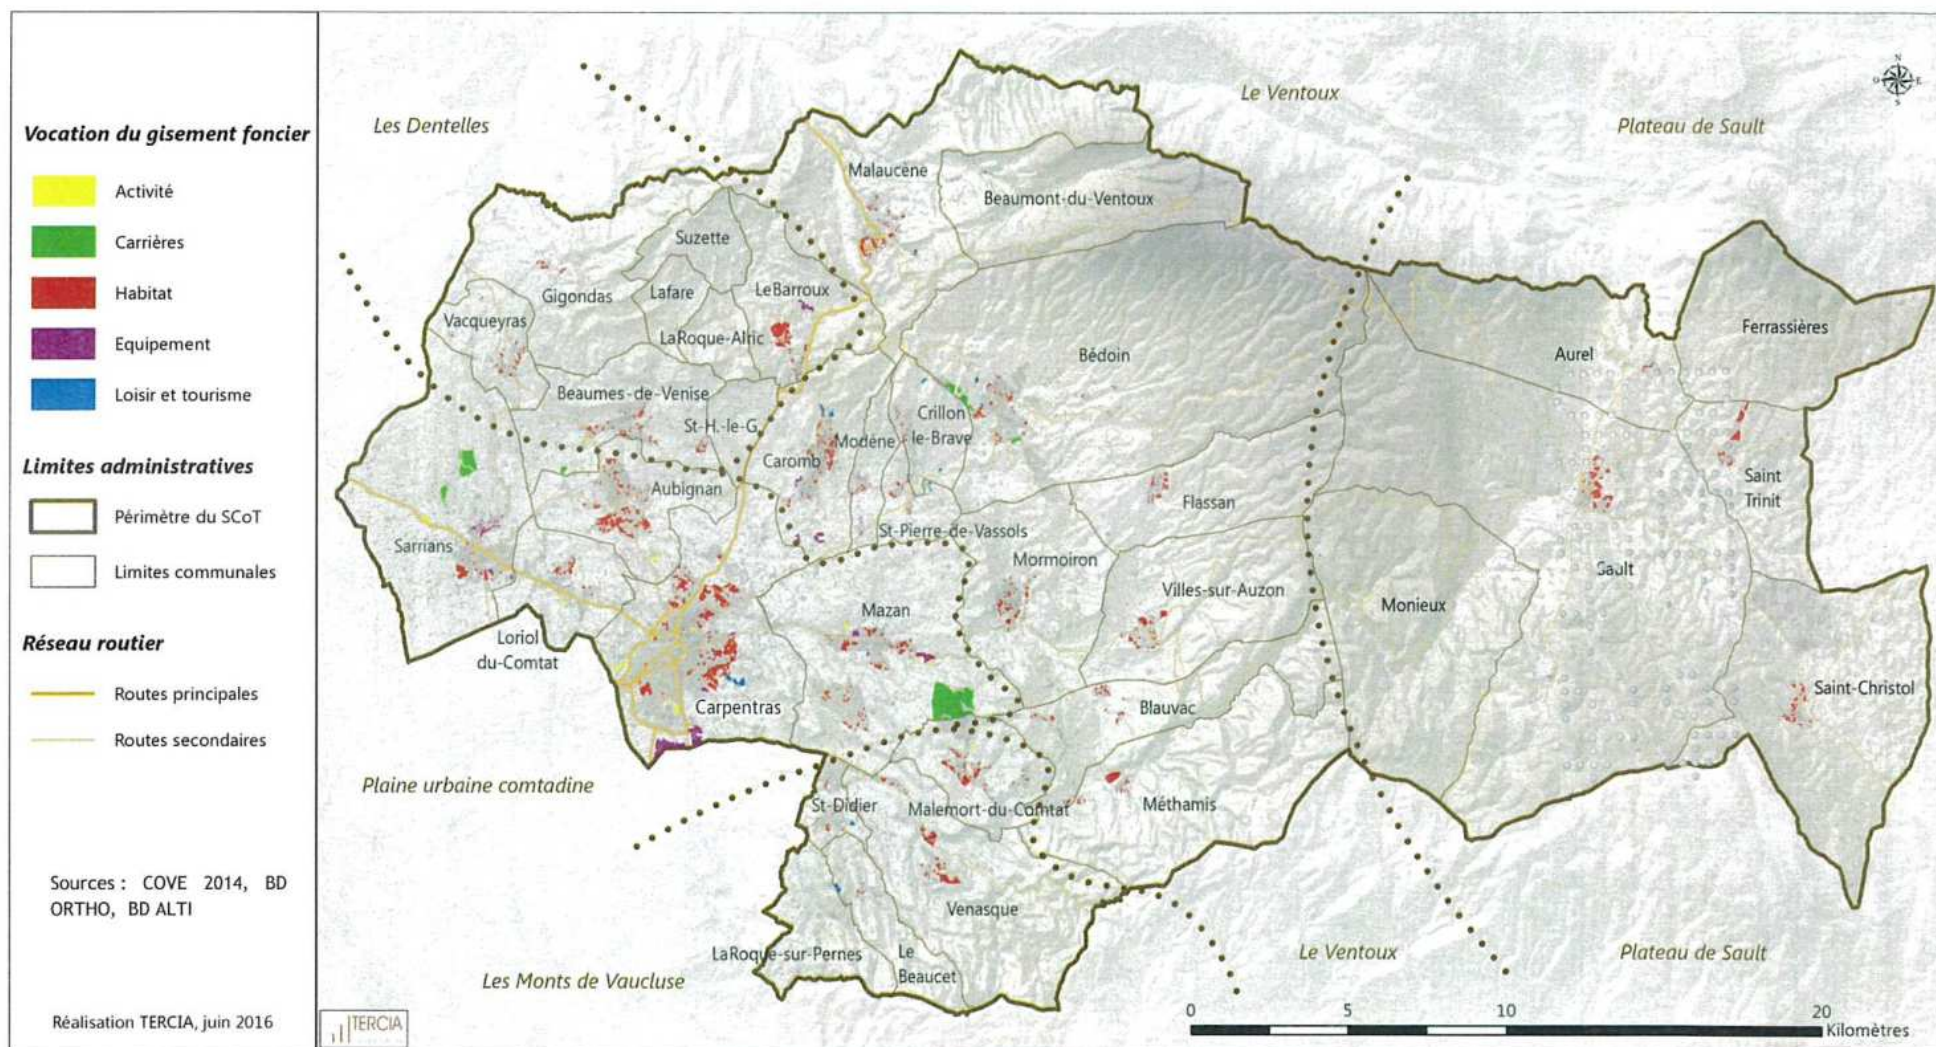 Vocation du gisement foncier
Activité
Carrières
Habitat
Equipement
Loisir et tourisme
Limites administratives
Périmètre du SCoT
Limites communales
Réseau routier
Routes principales
Routes secondaires
Sources : COVE 2014, BD
ORTHO, BD ALTI
Réalisation TERCIA, juin 2016
TERCIA
Les Dentelles
Le Ventoux
Plateau de Sault
N
O
E
S
Malaucène
Beaumont-du-Ventoux
Suzette
Gigondas
Lafare
LeBarroux
Vacqueyras
LaRoque-Alric
Bédoin
Aurel
Ferrassières
Beaumes-de-Venise
St-H.-le-G.
Crillon
le-Brave
Modène
Caromb
Aubignan
Flassan
Saint
Trinit
St-Pierre-de-Vassols
Sarrians
Mormoiron
Sault
Villes-sur-Auzon
Monieux
Mazan
Loriol
du-Comtat
Saint-Christol
Carpentras
Blauvac
Plaine urbaine comtadine
St-Didier
Malemort-du-Comtat
Méthamis
Venasque
LaRoque-sur-Pernes
Le
Beaucet
Les Monts de Vaucluse
Le Ventoux
Plateau de Sault
0 5 10 20
Kilomètres